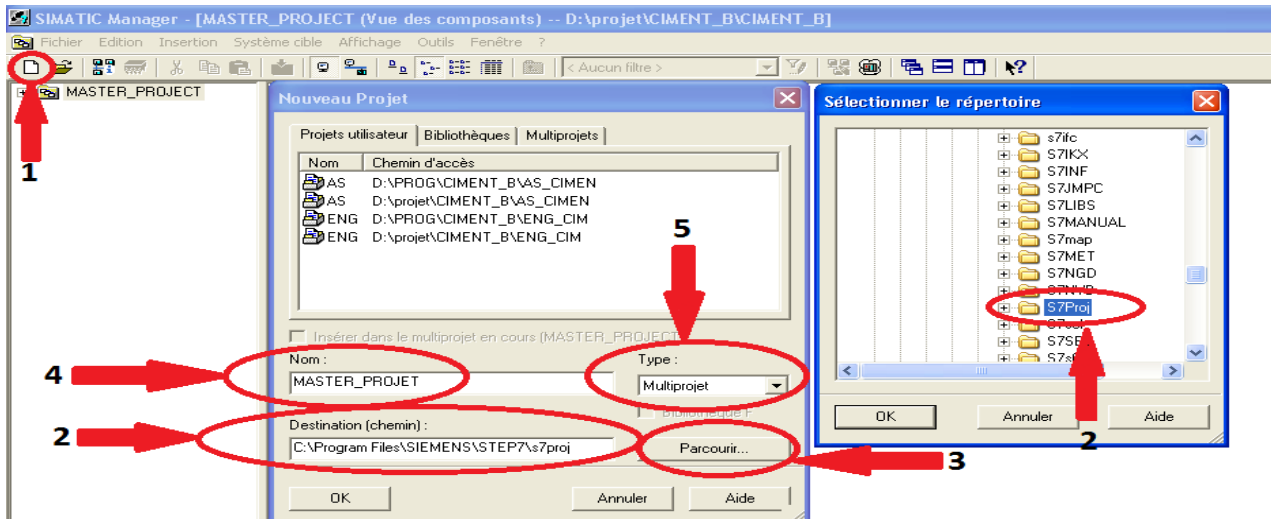 SIMATIC Manager - [MASTER_PROJECT (Vue des composants) -- D:\projet\CIMENT_B\CIMENT_B]
Fichier Edition Insertion Système cible Affichage Outils Fenêtre ?
< Aucun filtre >
MASTER_PROJECT
1
Nouveau Projet
Projets utilisateur Bibliothèques Multiprojets
Nom Chemin d'accès
AS D:\PROG\CIMENT_B\AS_CIMEN
AS D:\projet\CIMENT_B\AS_CIMEN
ENG D:\PROG\CIMENT_B\ENG_CIM
ENG D:\projet\CIMENT_B\ENG_CIM
5
Insérer dans le multiprojet en cours (MASTER_PROJECT
Nom : Type :
4
MASTER_PROJET Multiprojet
Bibliothèque F
Destination (chemin) :
2
C:\Program Files\SIEMENS\STEP7\s7proj Parcourir...
3
OK Annuler Aide
Sélectionner le répertoire
s7ifc
S7IKX
S7INF
S7JMPC
S7LIBS
S7MANUAL
S7map
S7MET
S7NGD
S7Proj
OK Annuler Aide
2